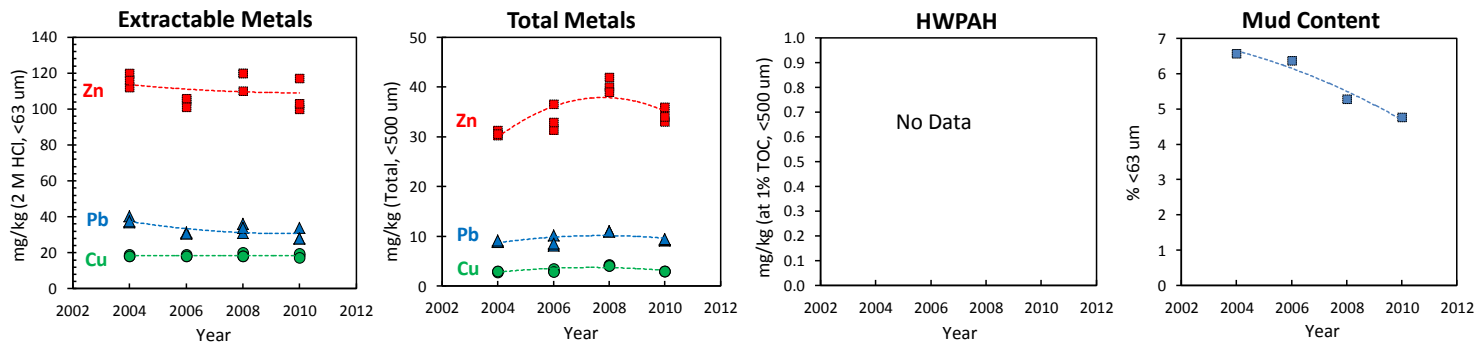 Extractable Metals
mg/kg (2 M HCl, <63 um)
140
120
100
80
60
40
20
0
Zn
Pb
Cu
2002 2004 2006 2008 2010 2012
Year
Total Metals
mg/kg (Total, <500 um)
50
40
30
20
10
0
Zn
Pb
Cu
2002 2004 2006 2008 2010 2012
Year
HWPAH
mg/kg (at 1% TOC, <500 um)
1.0
0.9
0.8
0.7
0.6
0.5
0.4
0.3
0.2
0.1
0.0
No Data
2002 2004 2006 2008 2010 2012
Year
Mud Content
% <63 um
7
6
5
4
3
2
1
0
2002 2004 2006 2008 2010 2012
Year